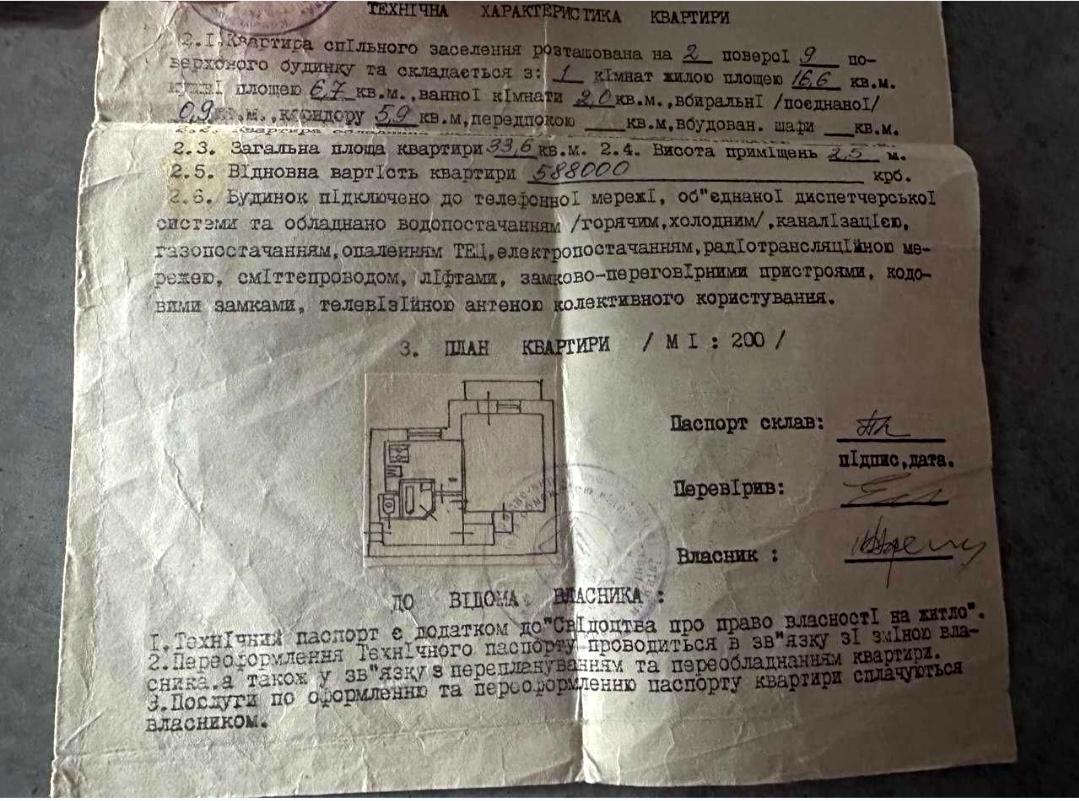 ТЕХНІЧНА ХАРАКТЕРИСТИКА КВАРТИРИ
2.І.Квартира спільного заселення розташована на 2 поверсі 9 по-
верхового будинку та складається з: 1 кімнат жилою площею 16,6 кв.м.
кухні площею 6,7 кв.м.,ванної кімнати 2,0 кв.м.,вбиральні /поєднаної/
0,9 кв.м.,коридору 5,9 кв.м,передпокою ___кв.м,вбудован. шафи ___кв.м.
2.2. Квартира обладнана
2.3. Загальна площа квартири 33,6 кв.м. 2.4. Висота приміщень 2,5 м.
2.5. Відновна вартість квартири 588000 крб.
2.6. Будинок підключено до телефонної мережі, об"єднаної диспетчерської
системи та обладнано водопостачанням /горячим,холодним/,каналізацією,
газопостачанням,опаленням ТЕЦ,електропостачанням,радіотрансляційною ме-
режею, сміттепроводом, ліфтами, замково-переговірними пристроями, кодо-
вими замками, телевізійною антеною колективного користування.
3. ПЛАН КВАРТИРИ / М І : 200 /
Паспорт склав:
підпис,дата.
Перевірив:
Власник :
ДО ВІДОМА ВЛАСНИКА :
І.Технічний паспорт є додатком до"Свідоцтва про право власності на житло".
2.Переоформлення Технічного паспорту проводиться в зв"язку зі зміною вла-
сника,а також у зв"язку з переплануванням та переобладнанням квартири.
3.Послуги по оформленню та переоформленню паспорту квартири сплачуються
власником.